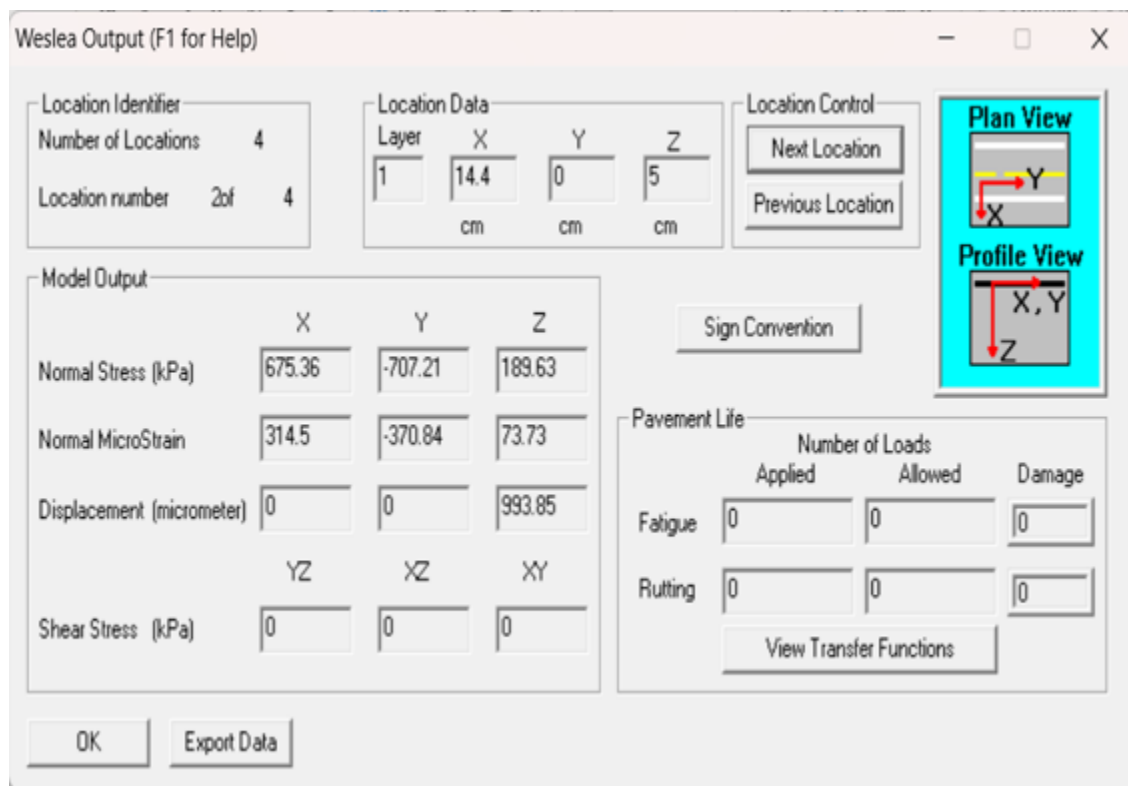 Weslea Output (F1 for Help)
Location Identifier
Number of Locations 4
Location number 2of 4
Location Data
Layer X Y Z
1 14.4 0 5
cm cm cm
Location Control
Next Location
Previous Location
Plan View
Y
X
Profile View
X, Y
Z
Model Output
X Y Z
Normal Stress (kPa) 675.36 -707.21 189.63
Normal MicroStrain 314.5 -370.84 73.73
Displacement (micrometer) 0 0 993.85
YZ XZ XY
Shear Stress (kPa) 0 0 0
Sign Convention
Pavement Life
Number of Loads
Applied Allowed Damage
Fatigue 0 0 0
Rutting 0 0 0
View Transfer Functions
OK Export Data